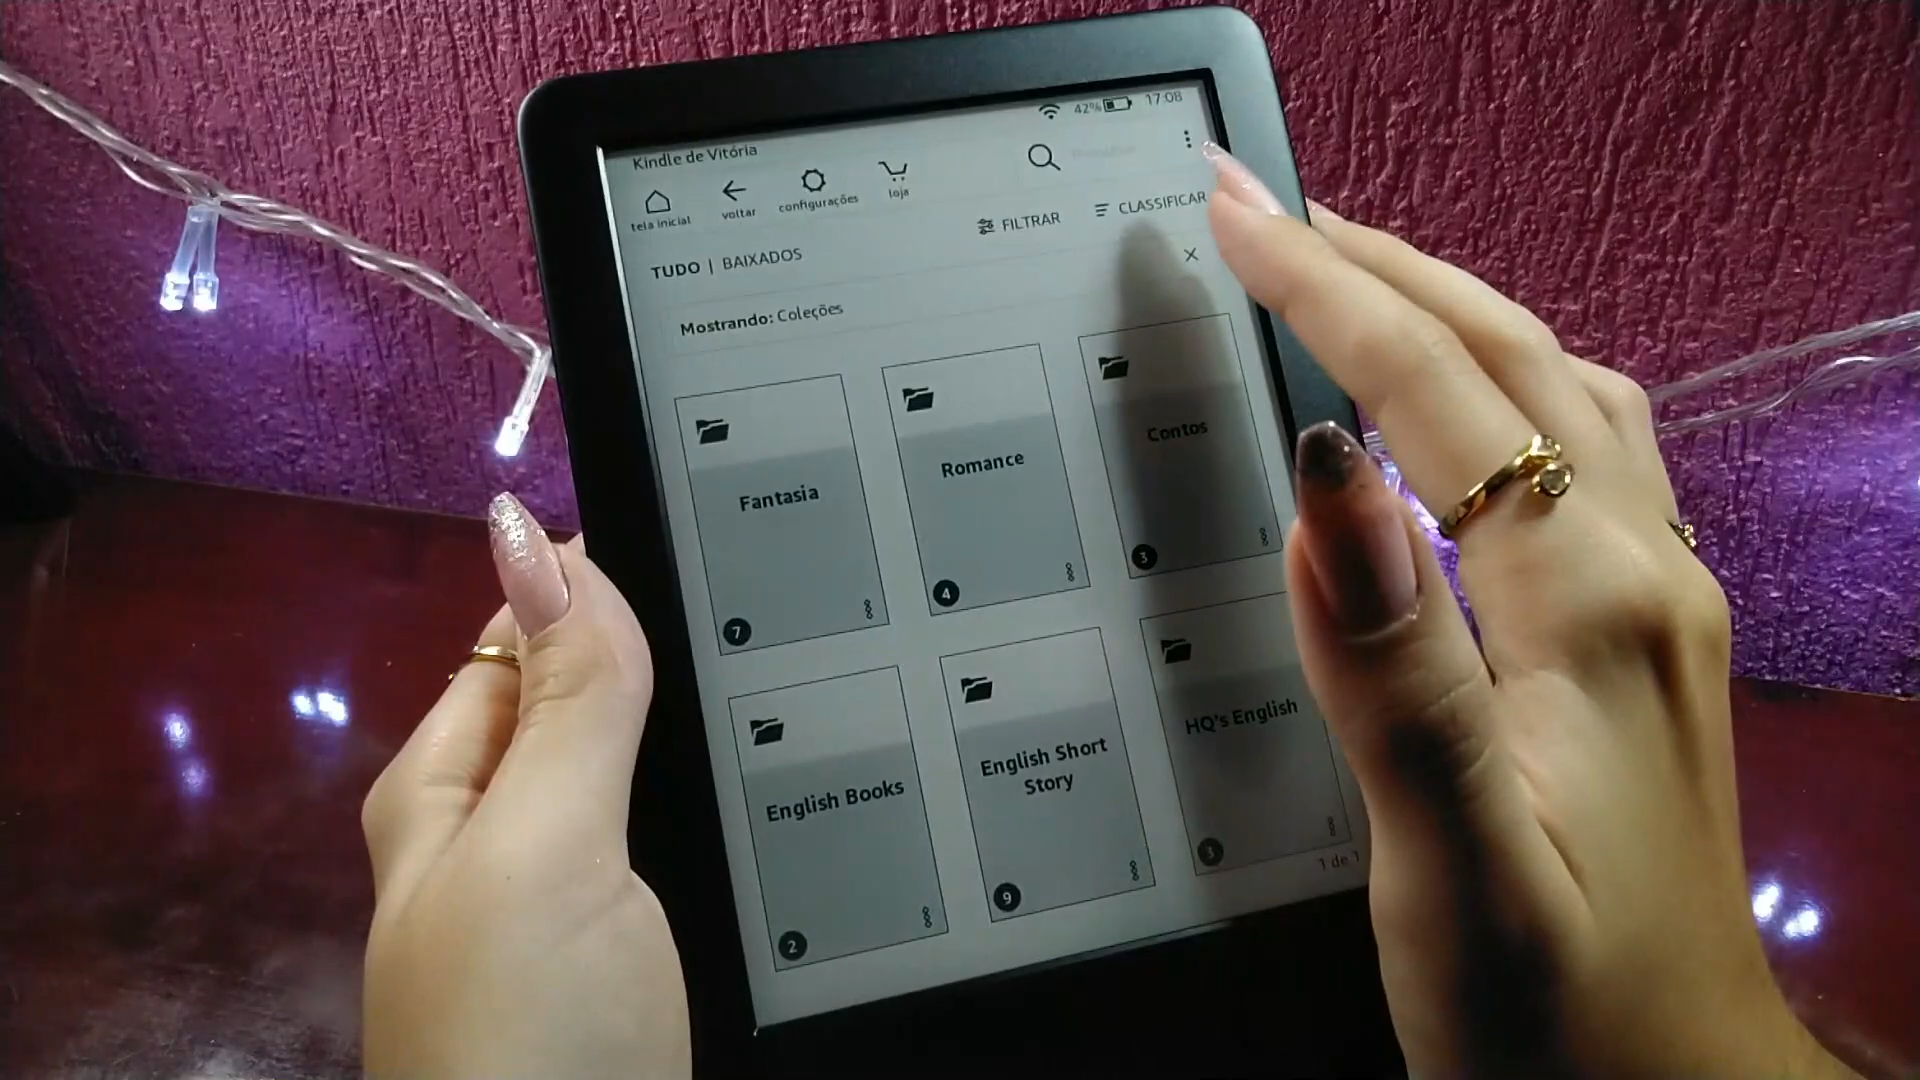 42% 17:08
Kindle de Vitória
tela inicial
voltar
configurações
loja
FILTRAR
CLASSIFICAR
TUDO | BAIXADOS
Mostrando: Coleções
Fantasia
7
Romance
4
Contos
3
English Books
2
English Short
Story
9
HQ's English
3
1 de 1